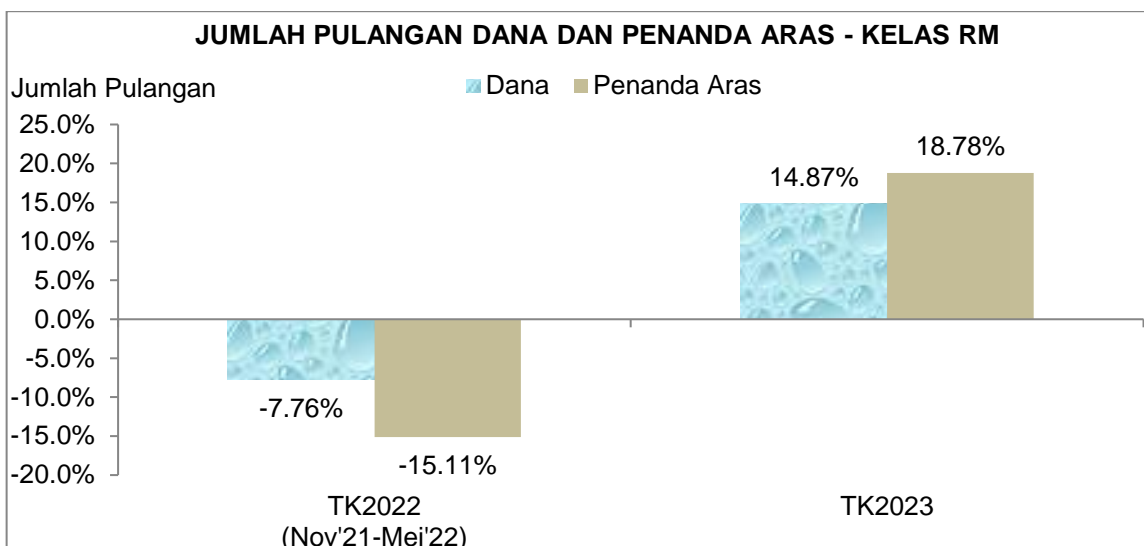 JUMLAH PULANGAN DANA DAN PENANDA ARAS - KELAS RM
Jumlah Pulangan
Dana Penanda Aras
25.0%
20.0%
15.0%
10.0%
5.0%
0.0%
-5.0%
-10.0%
-15.0%
-20.0%
-7.76%
-15.11%
14.87%
18.78%
TK2022
(Nov'21-Mei'22)
TK2023